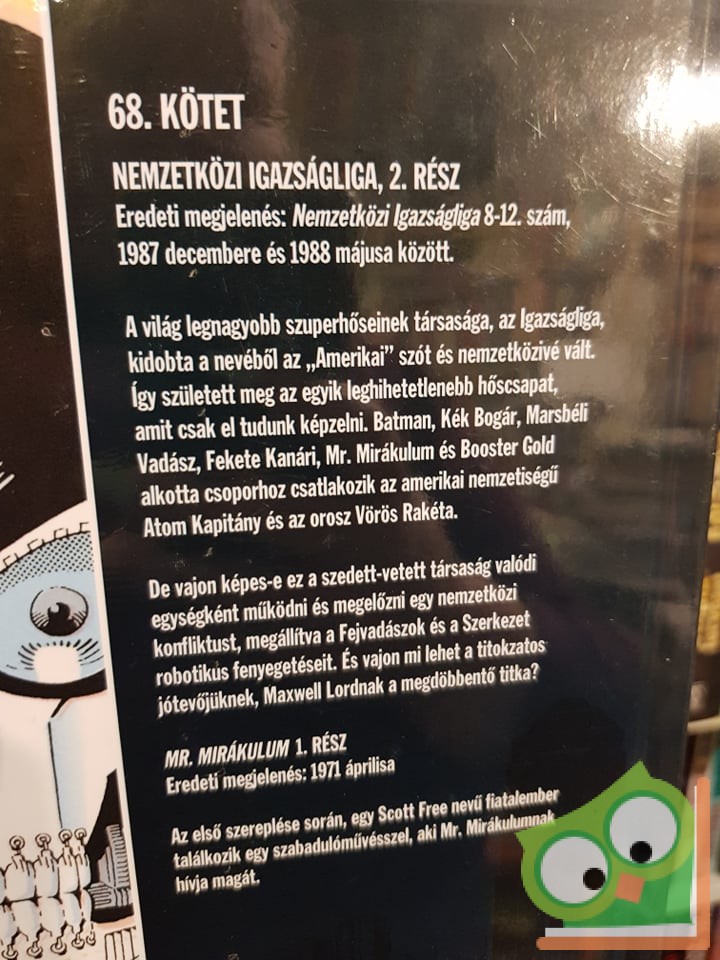 68. KÖTET
NEMZETKÖZI IGAZSÁGLIGA, 2. RÉSZ
Eredeti megjelenés: Nemzetközi Igazságliga 8-12. szám,
1987 decembere és 1988 májusa között.
A világ legnagyobb szuperhőseinek társasága, az Igazságliga,
kidobta a nevéből az „Amerikai” szót és nemzetközivé vált.
Így született meg az egyik leghihetetlenebb hőscsapat,
amit csak el tudunk képzelni. Batman, Kék Bogár, Marsbéli
Vadász, Fekete Kanári, Mr. Mirákulum és Booster Gold
alkotta csoporhoz csatlakozik az amerikai nemzetiségű
Atom Kapitány és az orosz Vörös Rakéta.
De vajon képes-e ez a szedett-vetett társaság valódi
egységként működni és megelőzni egy nemzetközi
konfliktust, megállítva a Fejvadászok és a Szerkezet
robotikus fenyegetéseit. És vajon mi lehet a titokzatos
jótevőjüknek, Maxwell Lordnak a megdöbbentő titka?
MR. MIRÁKULUM 1. RÉSZ
Eredeti megjelenés: 1971 áprilisa
Az első szereplése során, egy Scott Free nevű fiatalember
találkozik egy szabadulóművésszel, aki Mr. Mirákulumnak
hívja magát.